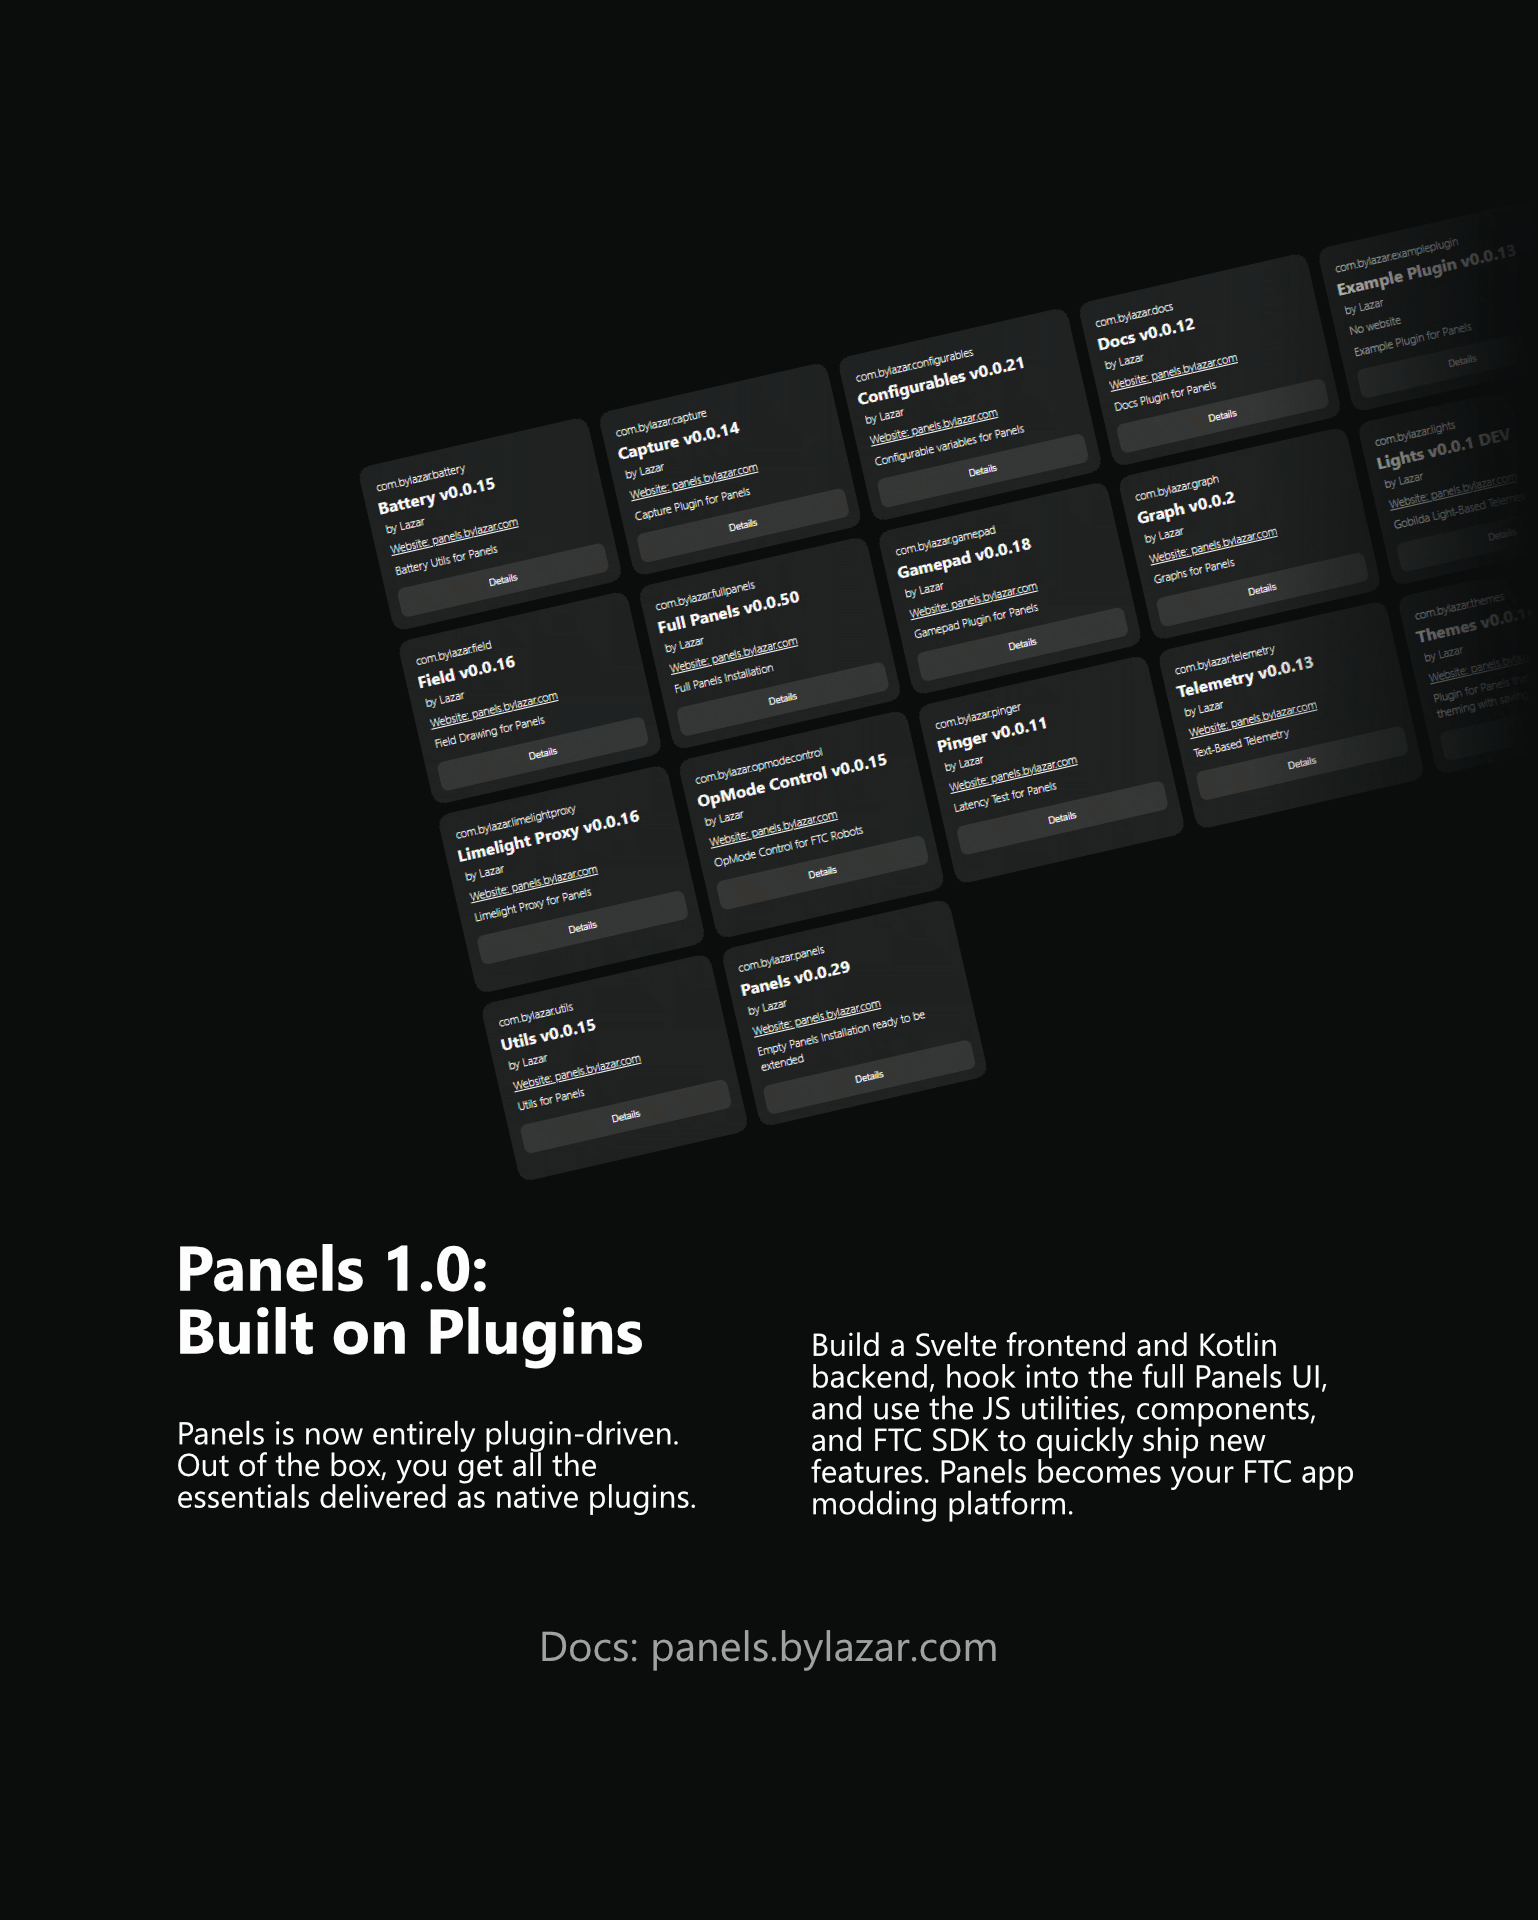 com.bylazar.battery
Battery v0.0.15
by Lazar
Website: panels.bylazar.com
Battery Utils for Panels
Details
com.bylazar.capture
Capture v0.0.14
by Lazar
Website: panels.bylazar.com
Capture Plugin for Panels
Details
com.bylazar.configurables
Configurables v0.0.21
by Lazar
Website: panels.bylazar.com
Configurable variables for Panels
Details
com.bylazar.docs
Docs v0.0.12
by Lazar
Website: panels.bylazar.com
Docs Plugin for Panels
Details
com.bylazar.exampleplugin
Example Plugin v0.0.13
by Lazar
No website
Example Plugin for Panels
Details
com.bylazar.field
Field v0.0.16
by Lazar
Website: panels.bylazar.com
Field Drawing for Panels
Details
com.bylazar.fullpanels
Full Panels v0.0.50
by Lazar
Website: panels.bylazar.com
Full Panels Installation
Details
com.bylazar.gamepad
Gamepad v0.0.18
by Lazar
Website: panels.bylazar.com
Gamepad Plugin for Panels
Details
com.bylazar.graph
Graph v0.0.2
by Lazar
Website: panels.bylazar.com
Graphs for Panels
Details
com.bylazar.lights
Lights v0.0.1 DEV
by Lazar
Website: panels.bylazar.com
Gobilda Light-Based
Details
com.bylazar.limelightproxy
Limelight Proxy v0.0.16
by Lazar
Website: panels.bylazar.com
Limelight Proxy for Panels
Details
com.bylazar.opmodecontrol
OpMode Control v0.0.15
by Lazar
Website: panels.bylazar.com
OpMode Control for FTC Robots
Details
com.bylazar.pinger
Pinger v0.0.11
by Lazar
Website: panels.bylazar.com
Latency Test for Panels
Details
com.bylazar.telemetry
Telemetry v0.0.13
by Lazar
Website: panels.bylazar.com
Text-Based Telemetry
Details
com.bylazar.themes
Themes
by Lazar
Website:
Plugin for Panels
theming with
com.bylazar.utils
Utils v0.0.15
by Lazar
Website: panels.bylazar.com
Utils for Panels
Details
com.bylazar.panels
Panels v0.0.29
by Lazar
Website: panels.bylazar.com
Empty Panels Installation ready to be
extended
Details
Panels 1.0:
Built on Plugins
Panels is now entirely plugin-driven.
Out of the box, you get all the
essentials delivered as native plugins.
Build a Svelte frontend and Kotlin
backend, hook into the full Panels UI,
and use the JS utilities, components,
and FTC SDK to quickly ship new
features. Panels becomes your FTC app
modding platform.
Docs: panels.bylazar.com